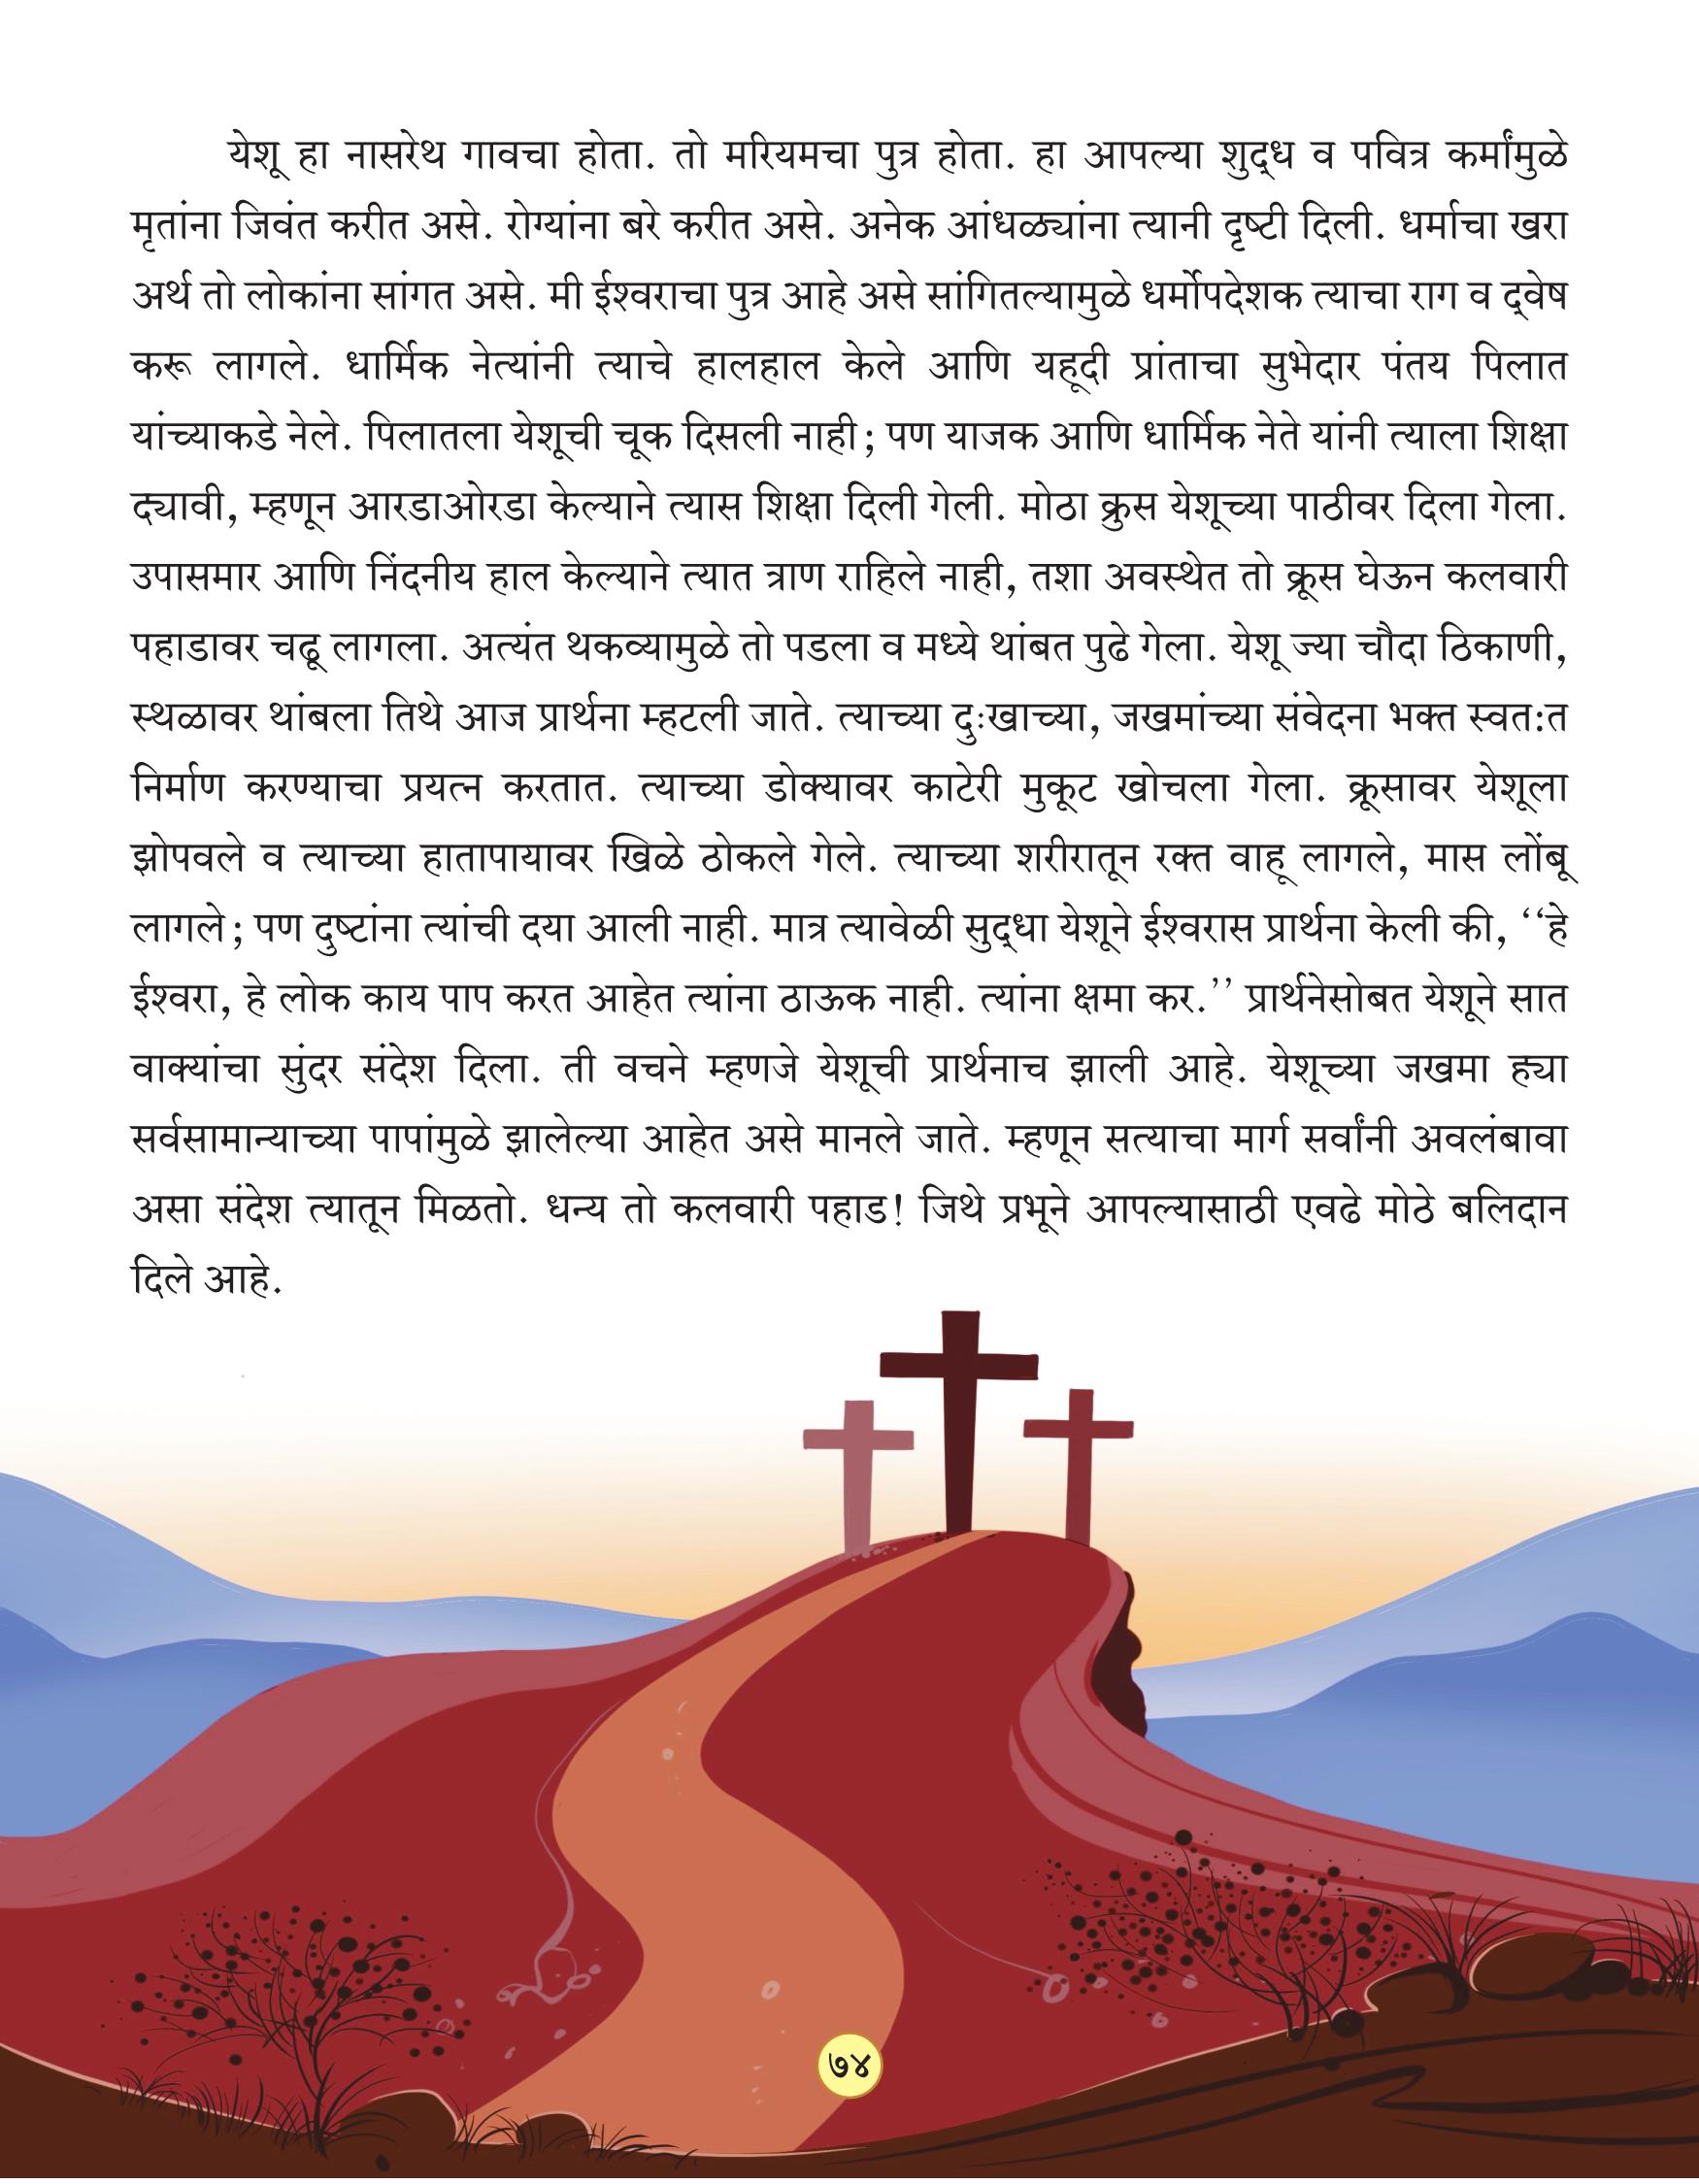 येशू हा नासरेथ गावचा होता. तो मरियमचा पुत्र होता. हा आपल्या शुद्ध व पवित्र कर्मांमुळे
मृतांना जिवंत करीत असे. रोग्यांना बरे करीत असे. अनेक आंधळ्यांना त्यानी दृष्टी दिली. धर्माचा खरा
अर्थ तो लोकांना सांगत असे. मी ईश्वराचा पुत्र आहे असे सांगितल्यामुळे धर्मोपदेशक त्याचा राग व द्वेष
करू लागले. धार्मिक नेत्यांनी त्याचे हालहाल केले आणि यहूदी प्रांताचा सुभेदार पंतय पिलात
यांच्याकडे नेले. पिलातला येशूची चूक दिसली नाही; पण याजक आणि धार्मिक नेते यांनी त्याला शिक्षा
द्यावी, म्हणून आरडाओरडा केल्याने त्यास शिक्षा दिली गेली. मोठा क्रुस येशूच्या पाठीवर दिला गेला.
उपासमार आणि निंदनीय हाल केल्याने त्यात त्राण राहिले नाही, तशा अवस्थेत तो क्रूस घेऊन कलवारी
पहाडावर चढू लागला. अत्यंत थकव्यामुळे तो पडला व मध्ये थांबत पुढे गेला. येशू ज्या चौदा ठिकाणी,
स्थळावर थांबला तिथे आज प्रार्थना म्हटली जाते. त्याच्या दुःखाच्या, जखमांच्या संवेदना भक्त स्वत:त
निर्माण करण्याचा प्रयत्न करतात. त्याच्या डोक्यावर काटेरी मुकूट खोचला गेला. क्रूसावर येशूला
झोपवले व त्याच्या हातापायावर खिळे ठोकले गेले. त्याच्या शरीरातून रक्त वाहू लागले, मास लोंबू
लागले; पण दुष्टांना त्यांची दया आली नाही. मात्र त्यावेळी सुद्धा येशूने ईश्वरास प्रार्थना केली की, ‘‘हे
ईश्वरा, हे लोक काय पाप करत आहेत त्यांना ठाऊक नाही. त्यांना क्षमा कर.’’ प्रार्थनेसोबत येशूने सात
वाक्यांचा सुंदर संदेश दिला. ती वचने म्हणजे येशूची प्रार्थनाच झाली आहे. येशूच्या जखमा ह्या
सर्वसामान्याच्या पापांमुळे झालेल्या आहेत असे मानले जाते. म्हणून सत्याचा मार्ग सर्वांनी अवलंबावा
असा संदेश त्यातून मिळतो. धन्य तो कलवारी पहाड! जिथे प्रभूने आपल्यासाठी एवढे मोठे बलिदान
दिले आहे.
७४